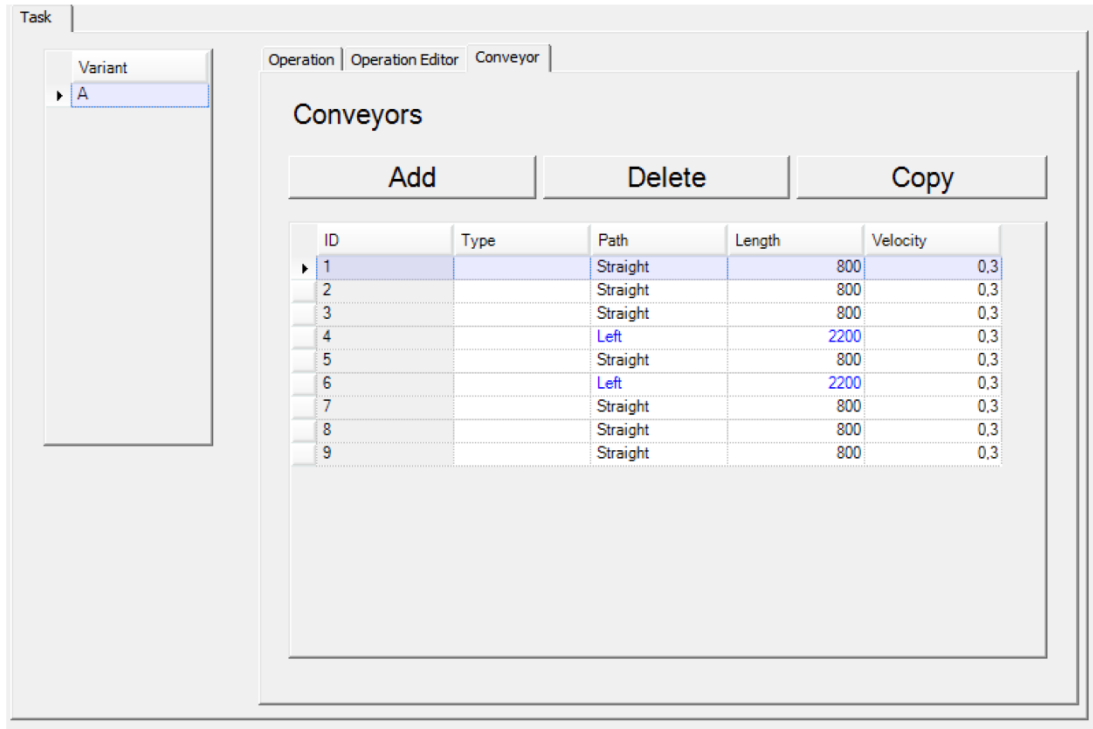 Task
Variant
A
Operation Operation Editor Conveyor
Conveyors
Add Delete Copy
ID Type Path Length Velocity
1 Straight 800 0,3
2 Straight 800 0,3
3 Straight 800 0,3
4 Left 2200 0,3
5 Straight 800 0,3
6 Left 2200 0,3
7 Straight 800 0,3
8 Straight 800 0,3
9 Straight 800 0,3